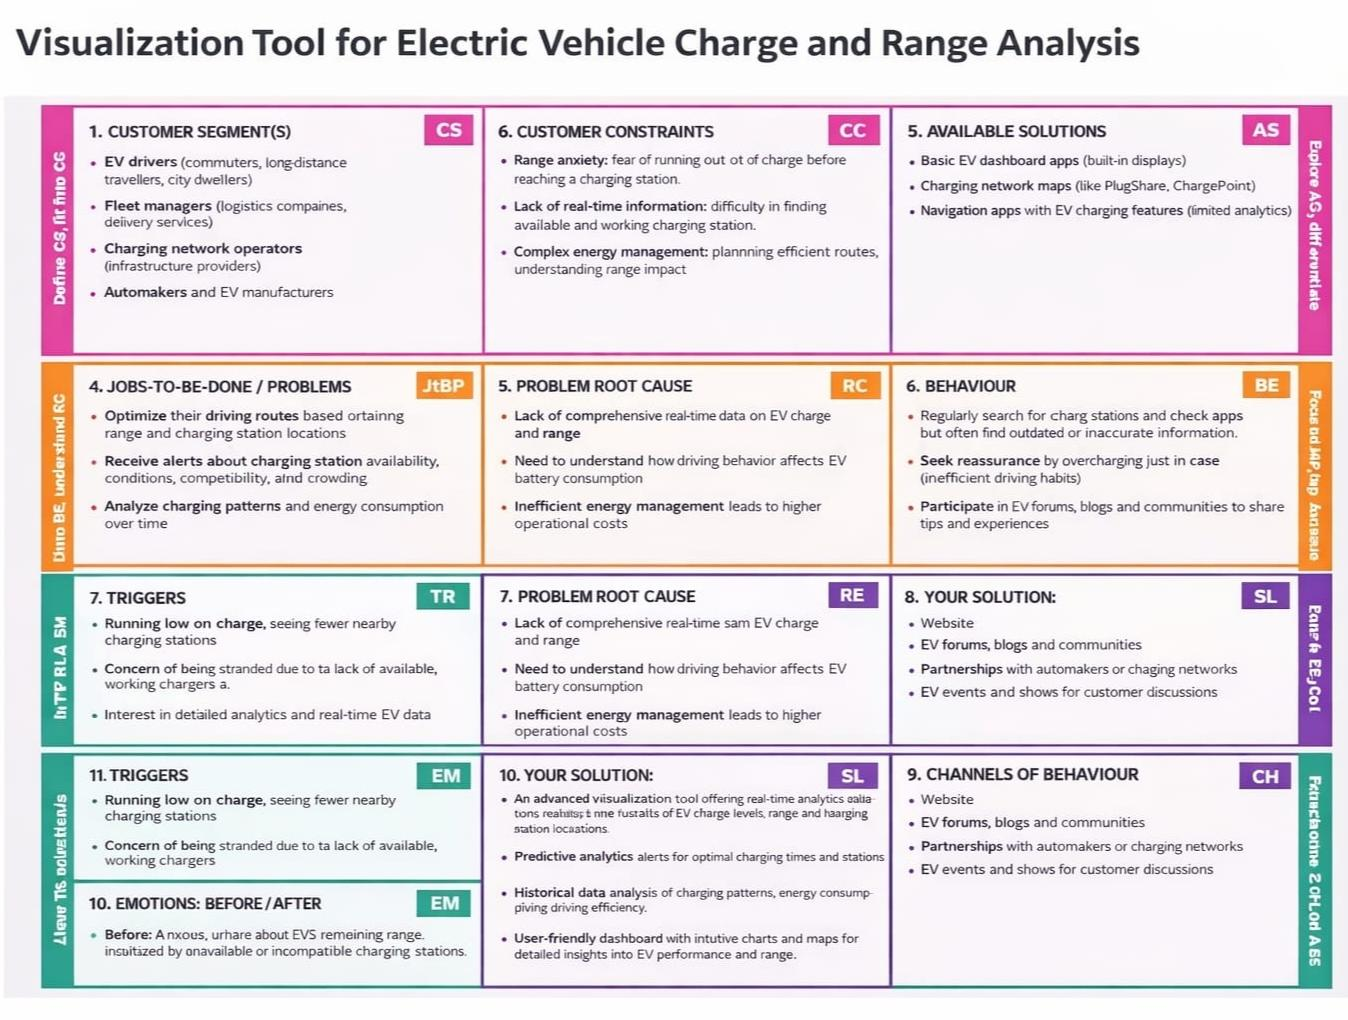 Visualization Tool for Electric Vehicle Charge and Range Analysis
1. CUSTOMER SEGMENT(S)
CS
• EV drivers (commuters, long-distance
travellers, city dwellers)
• Fleet managers (logistics compaines,
delivery services)
• Charging network operators
(infrastructure providers)
• Automakers and EV manufacturers
6. CUSTOMER CONSTRAINTS
CC
• Range anxiety: fear of running out ot of charge before
reaching a charging station.
• Lack of real-time information: difficulty in finding
available and working charging station.
• Complex energy management: plannning efficient routes,
understanding range impact
5. AVAILABLE SOLUTIONS
AS
• Basic EV dashboard apps (built-in displays)
• Charging network maps (like PlugShare, ChargePoint)
• Navigation apps with EV charging features (limited analytics)
4. JOBS-TO-BE-DONE / PROBLEMS
JtBP
• Optimize their driving routes based ortainng
range and charging station locations
• Receive alerts about charging station availability,
conditions, competibility, and crowding
• Analyze charging patterns and energy consumption
over time
5. PROBLEM ROOT CAUSE
RC
• Lack of comprehensive real-time data on EV charge
and range
• Need to understand how driving behavior affects EV
battery consumption
• Inefficient energy management leads to higher
operational costs
6. BEHAVIOUR
BE
• Regularly search for charg stations and check apps
but often find outdated or inaccurate information.
• Seek reassurance by overcharging just in case
(inefficient driving habits)
• Participate in EV forums, blogs and communities to share
tips and experiences
7. TRIGGERS
TR
• Running low on charge, seeing fewer nearby
charging stations
• Concern of being stranded due to ta lack of available,
working chargers a.
• Interest in detailed analytics and real-time EV data
7. PROBLEM ROOT CAUSE
RE
• Lack of comprehensive real-time sam EV charge
and range
• Need to understand how driving behavior affects EV
battery consumption
• Inefficient energy management leads to higher
operational costs
8. YOUR SOLUTION:
SL
• Website
• EV forums, blogs and communities
• Partnerships with automakers or chaging networks
• EV events and shows for customer discussions
11. TRIGGERS
EM
• Running low on charge, seeing fewer nearby
charging stations
• Concern of being stranded due to ta lack of available,
working chargers
10. EMOTIONS: BEFORE / AFTER
EM
• Before: A nxous, urhare about EVS remeining range.
by unavailable or incompatible charging stations.
10. YOUR SOLUTION:
SL
• An advanced visualization tool offering real-time analytics
of EV charge levels, range and
station
• Predictive analytics alerts for optimal charging times and stations
• Historical data analysis of charging patterns, energy consump-
driving efficiency.
• User-friendly dashboard with intutive charts and maps for
detailed insights into EV performance and range.
9. CHANNELS OF BEHAVIOUR
CH
• Website
• EV forums, blogs and communities
• Partnerships with automakers or charging networks
• EV events and shows for customer discussions